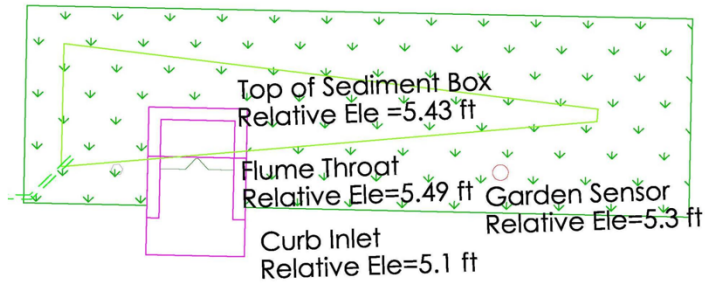 Top of Sediment Box
Relative Ele =5.43 ft
Flume Throat
Relative Ele=5.49 ft
Garden Sensor
Relative Ele=5.3 ft
Curb Inlet
Relative Ele=5.1 ft